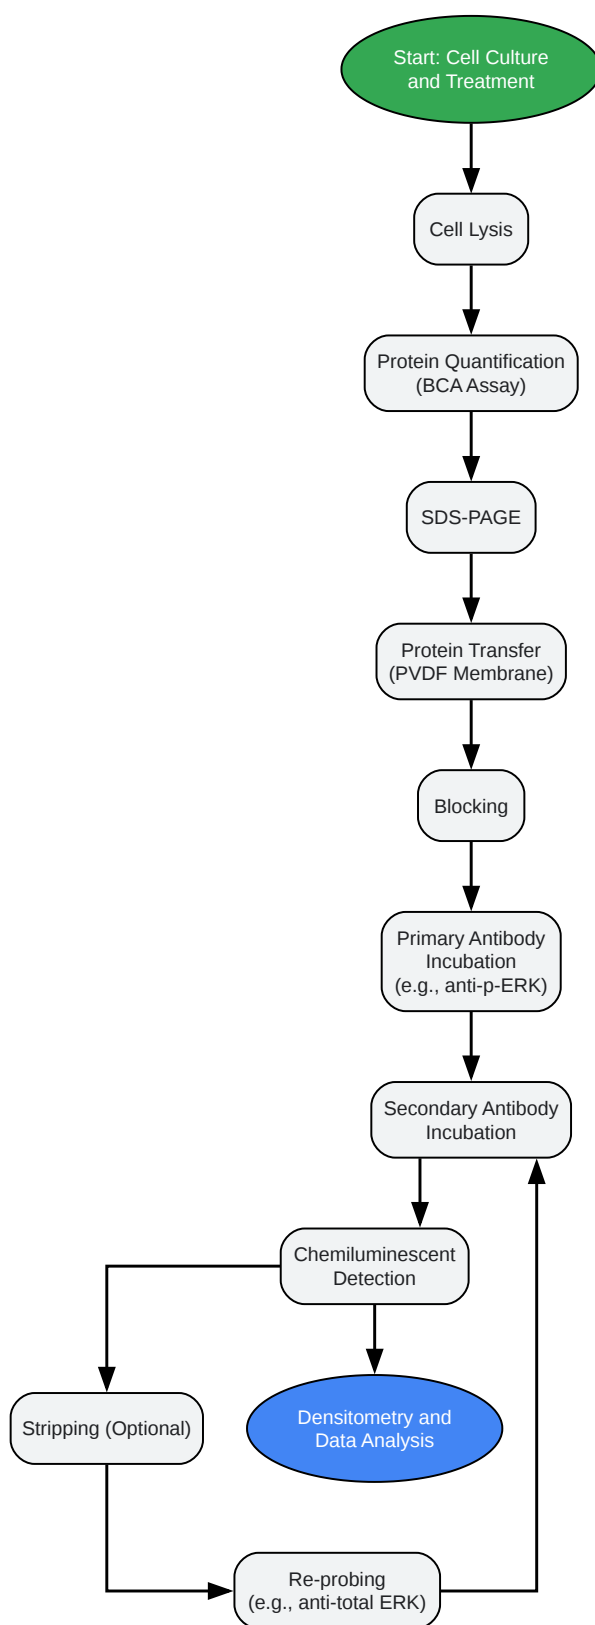 Start: Cell Culture
and Treatment
Cell Lysis
Protein Quantification
(BCA Assay)
SDS-PAGE
Protein Transfer
(PVDF Membrane)
Blocking
Primary Antibody
Incubation
(e.g., anti-p-ERK)
Secondary Antibody
Incubation
Chemiluminescent
Detection
Stripping (Optional)
Densitometry and
Data Analysis
Re-probing
(e.g., anti-total ERK)